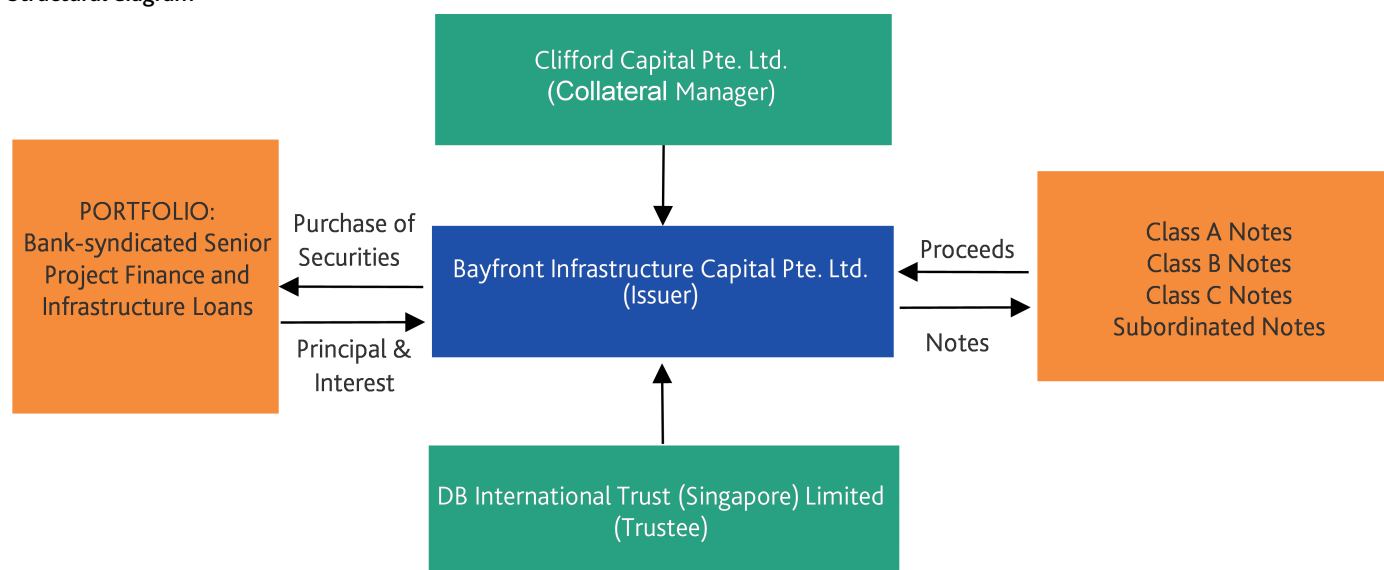 Structural diagram
Clifford Capital Pte. Ltd.
(Collateral Manager)
PORTFOLIO:
Bank-syndicated Senior
Project Finance and
Infrastructure Loans
Purchase of
Securities
Principal &
Interest
Bayfront Infrastructure Capital Pte. Ltd.
(Issuer)
Proceeds
Notes
Class A Notes
Class B Notes
Class C Notes
Subordinated Notes
DB International Trust (Singapore) Limited
(Trustee)